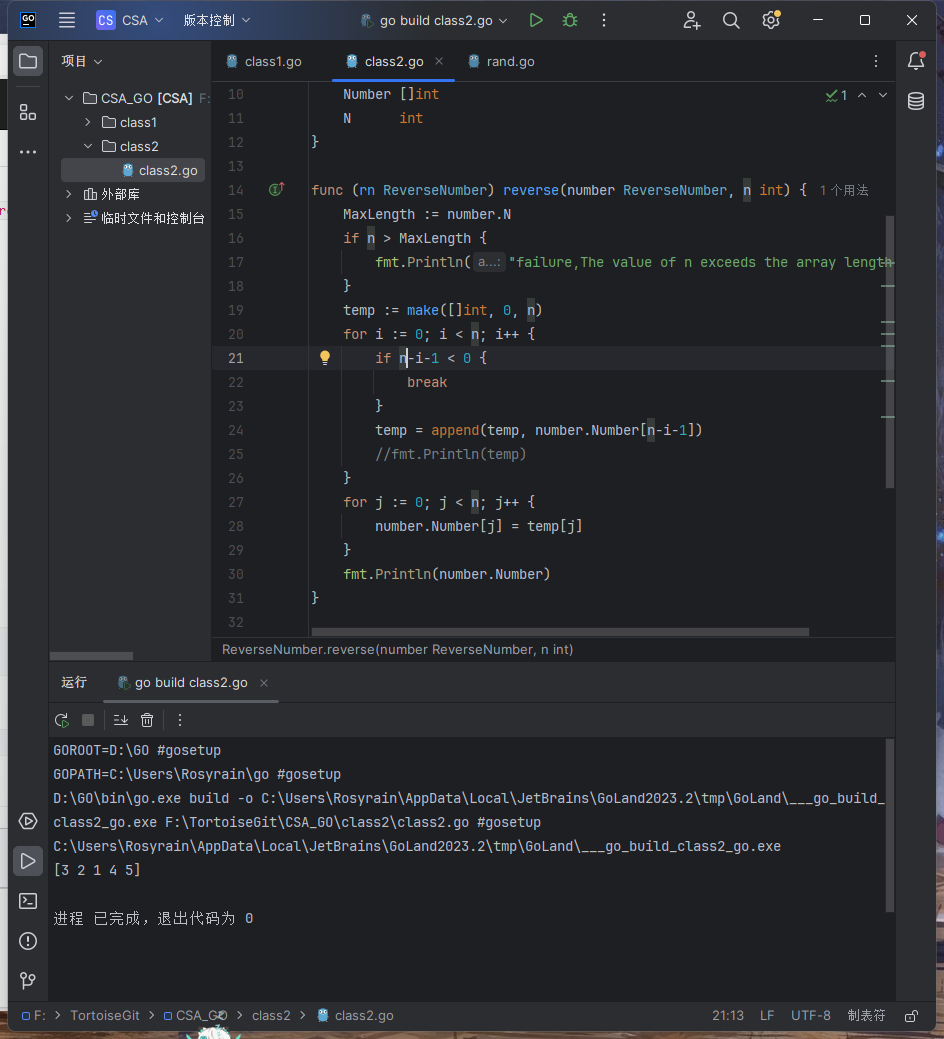 GO CS CSA 版本控制 go build class2.go
项目 class1.go class2.go rand.go
CSA_GO [CSA] F:
class1
class2
class2.go
外部库
临时文件和控制台
1
10 Number []int
11 N int
12 }
13
14 func (rn ReverseNumber) reverse(number ReverseNumber, n int) { 1个用法
15 MaxLength := number.N
16 if n > MaxLength {
17 fmt.Println( a...: "failure,The value of n exceeds the array length
18 }
19 temp := make([]int, 0, n)
20 for i := 0; i < n; i++ {
21 if n-i-1 < 0 {
22 break
23 }
24 temp = append(temp, number.Number[n-i-1])
25 //fmt.Println(temp)
26 }
27 for j := 0; j < n; j++ {
28 number.Number[j] = temp[j]
29 }
30 fmt.Println(number.Number)
31 }
32
ReverseNumber.reverse(number ReverseNumber, n int)
运行 go build class2.go
GOROOT=D:\GO #gosetup
GOPATH=C:\Users\Rosyrain\go #gosetup
D:\GO\bin\go.exe build -o C:\Users\Rosyrain\AppData\Local\JetBrains\GoLand2023.2\tmp\GoLand\___go_build_
class2_go.exe F:\TortoiseGit\CSA_GO\class2\class2.go #gosetup
C:\Users\Rosyrain\AppData\Local\JetBrains\GoLand2023.2\tmp\GoLand\___go_build_class2_go.exe
[3 2 1 4 5]
进程 已完成，退出代码为 0
F: > TortoiseGit > CSA_GO > class2 > class2.go 21:13 LF UTF-8 制表符